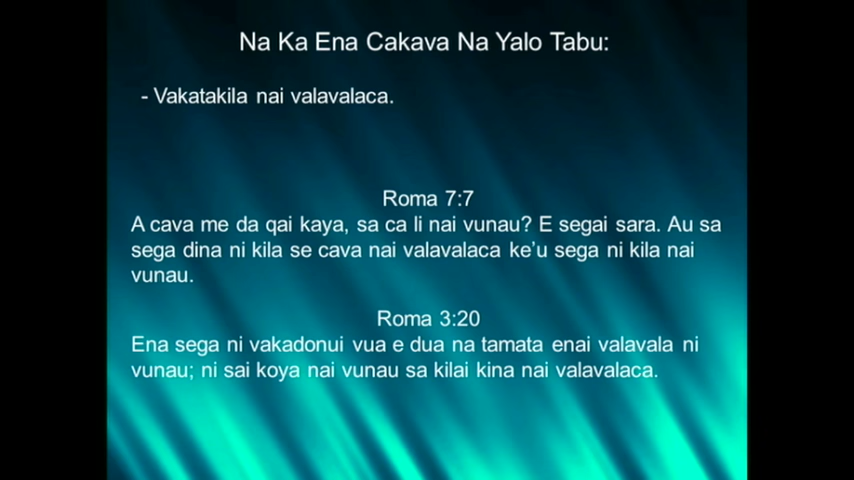 Na Ka Ena Cakava Na Yalo Tabu:
- Vakatakila nai valavalaca.
Roma 7:7
A cava me da qai kaya, sa ca li nai vunau? E segai sara. Au sa
sega dina ni kila se cava nai valavalaca ke’u sega ni kila nai
vunau.
Roma 3:20
Ena sega ni vakadonui vua e dua na tamata enai valavala ni
vunau; ni sai koya nai vunau sa kilai kina nai valavalaca.